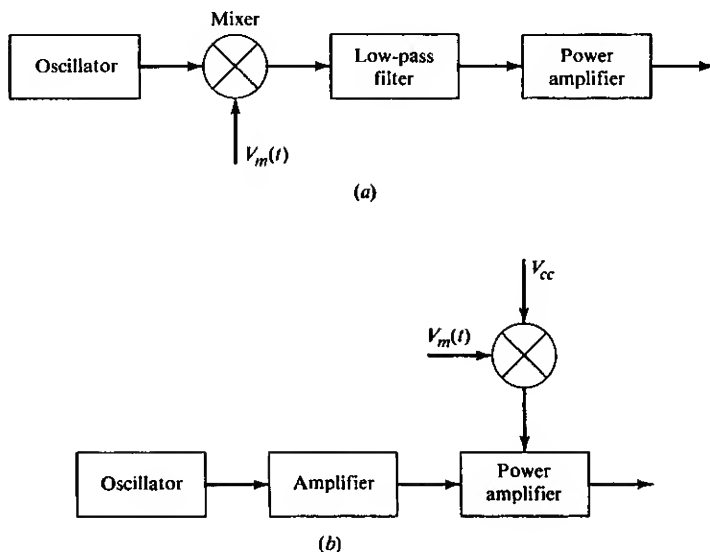 Mixer
Oscillator
Low-pass
filter
Power
amplifier
V_m(t)
(a)
V_cc
V_m(t)
Oscillator
Amplifier
Power
amplifier
(b)